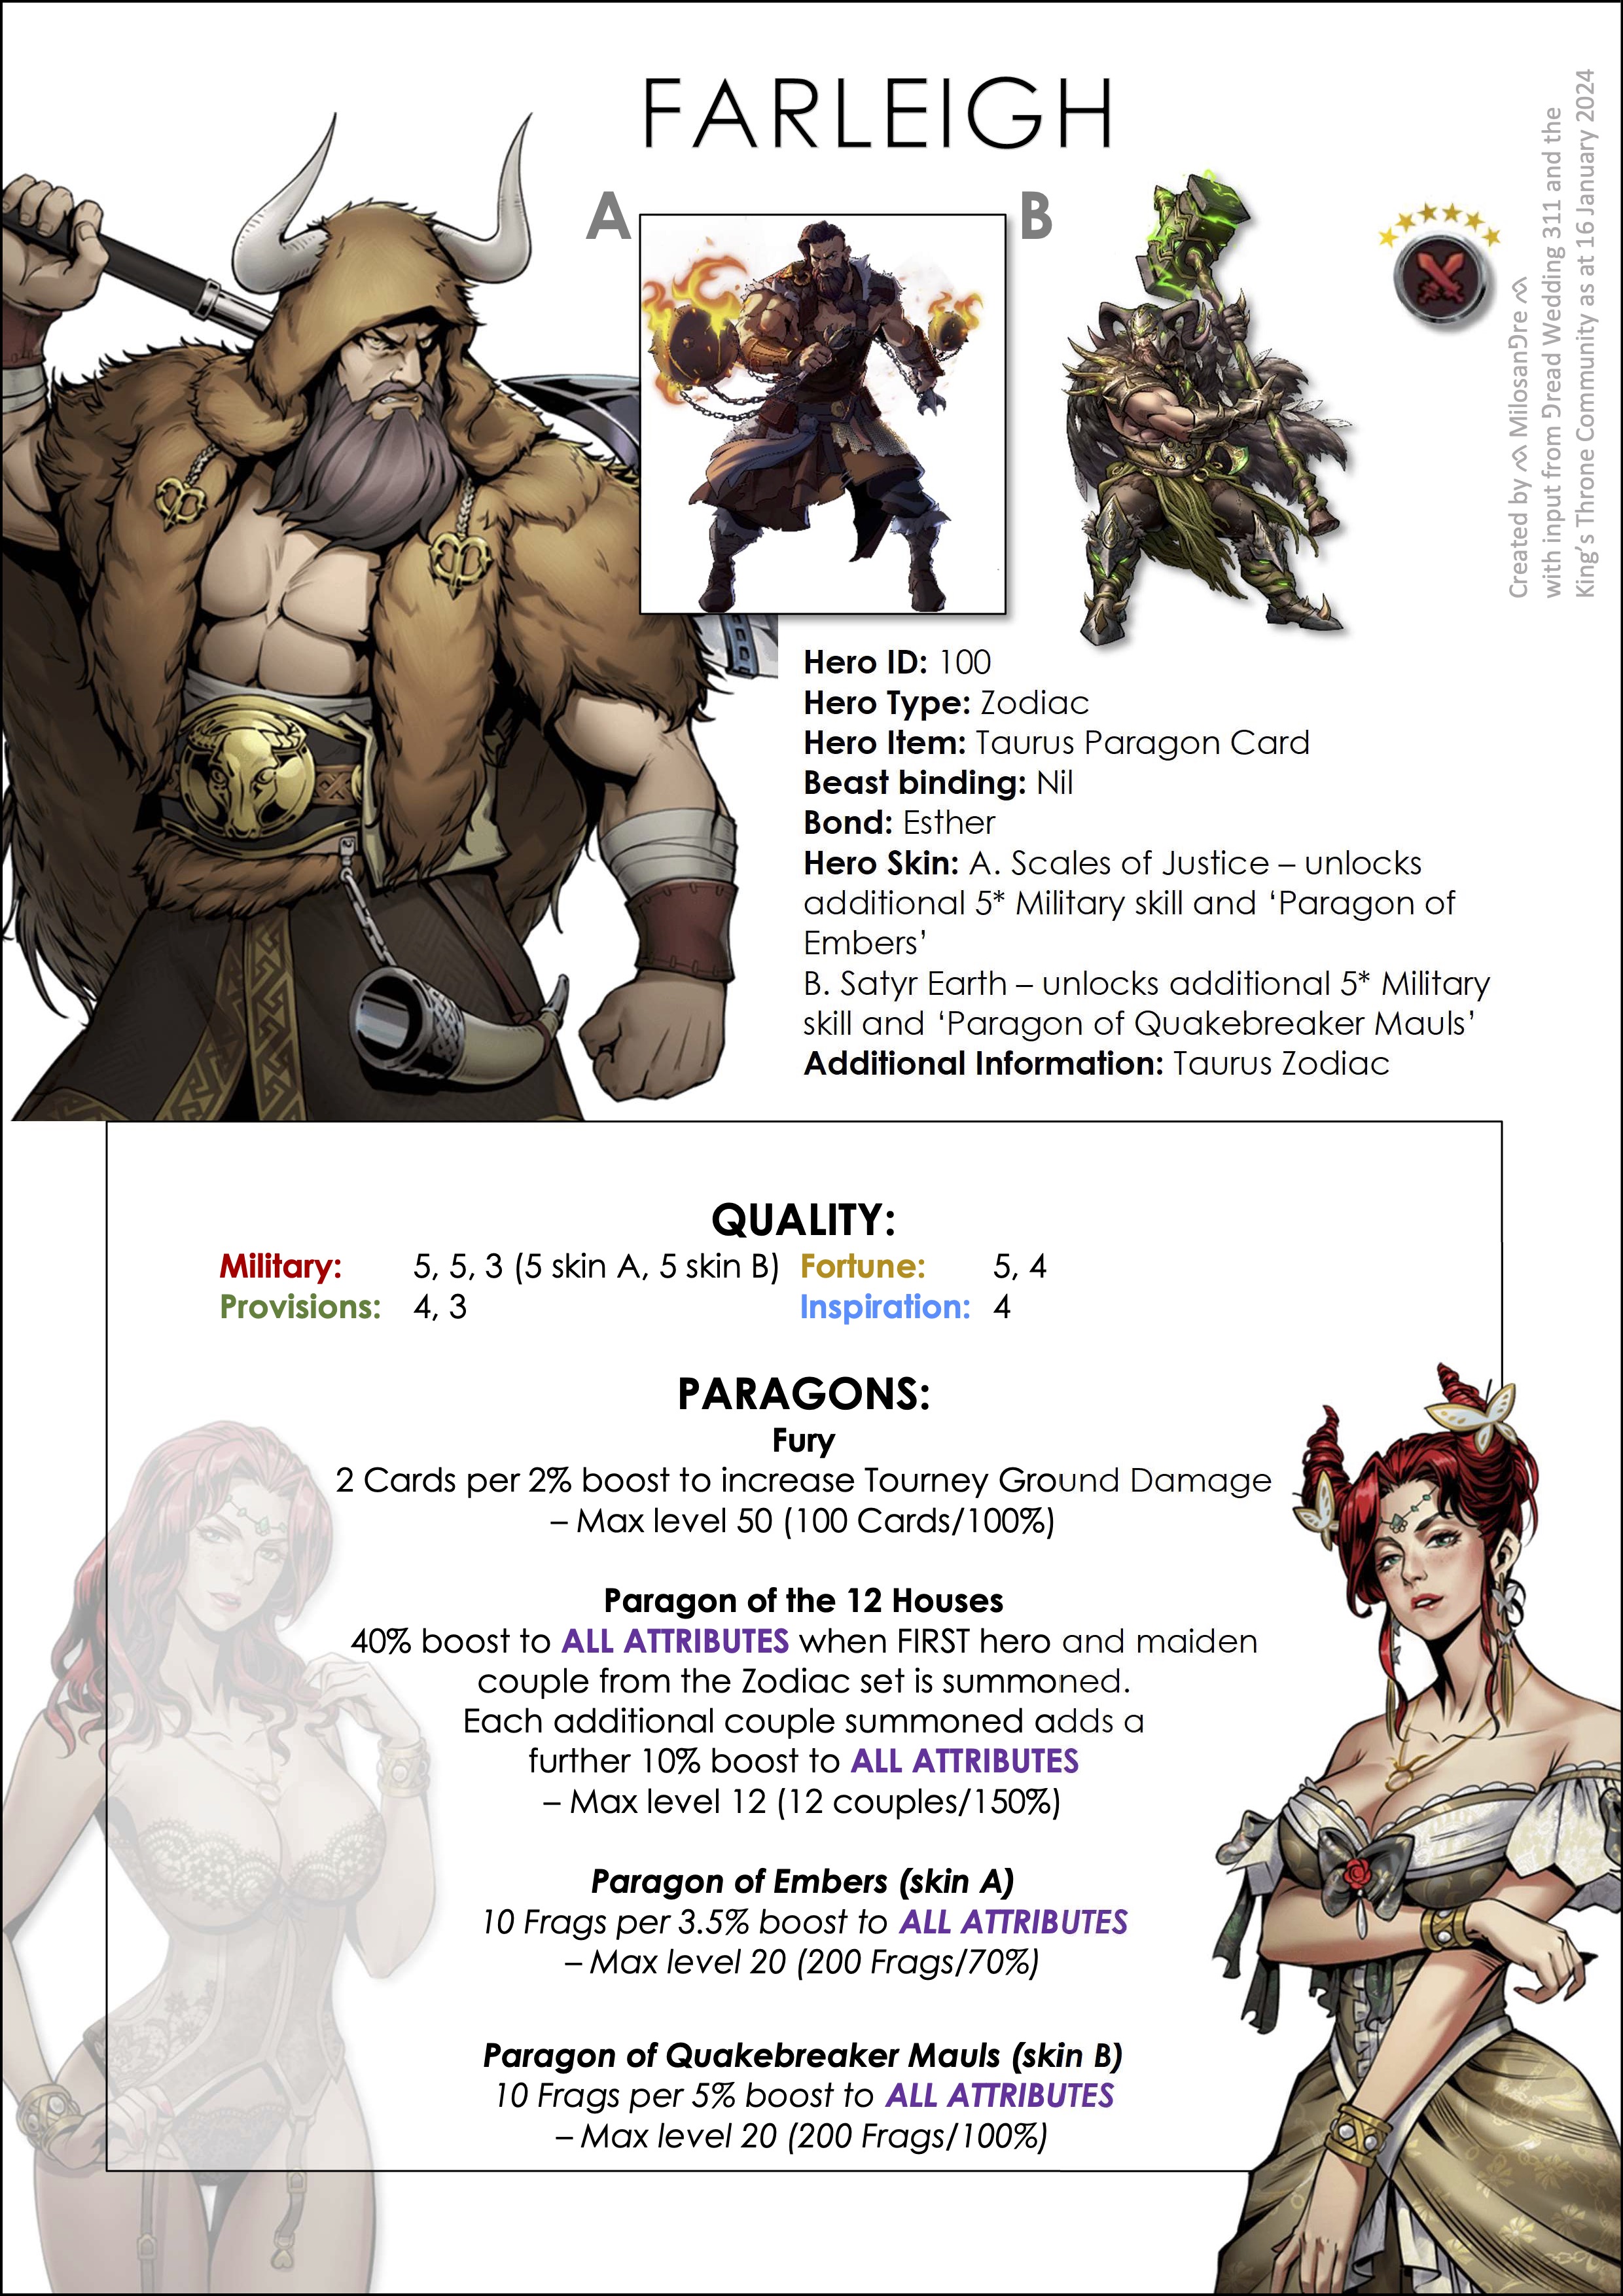 FARLEIGH
A
B
Created by ᨏ MilosanƋre ᨏ
with input from Ɗread Wedding 311 and the
King's Throne Community as at 16 January 2024
Hero ID: 100
Hero Type: Zodiac
Hero Item: Taurus Paragon Card
Beast binding: Nil
Bond: Esther
Hero Skin: A. Scales of Justice – unlocks
additional 5* Military skill and ‘Paragon of
Embers’
B. Satyr Earth – unlocks additional 5* Military
skill and ‘Paragon of Quakebreaker Mauls’
Additional Information: Taurus Zodiac
QUALITY:
Military: 5, 5, 3 (5 skin A, 5 skin B) Fortune: 5, 4
Provisions: 4, 3 Inspiration: 4
PARAGONS:
Fury
2 Cards per 2% boost to increase Tourney Ground Damage
– Max level 50 (100 Cards/100%)
Paragon of the 12 Houses
40% boost to ALL ATTRIBUTES when FIRST hero and maiden
couple from the Zodiac set is summoned.
Each additional couple summoned adds a
further 10% boost to ALL ATTRIBUTES
– Max level 12 (12 couples/150%)
Paragon of Embers (skin A)
10 Frags per 3.5% boost to ALL ATTRIBUTES
– Max level 20 (200 Frags/70%)
Paragon of Quakebreaker Mauls (skin B)
10 Frags per 5% boost to ALL ATTRIBUTES
– Max level 20 (200 Frags/100%)